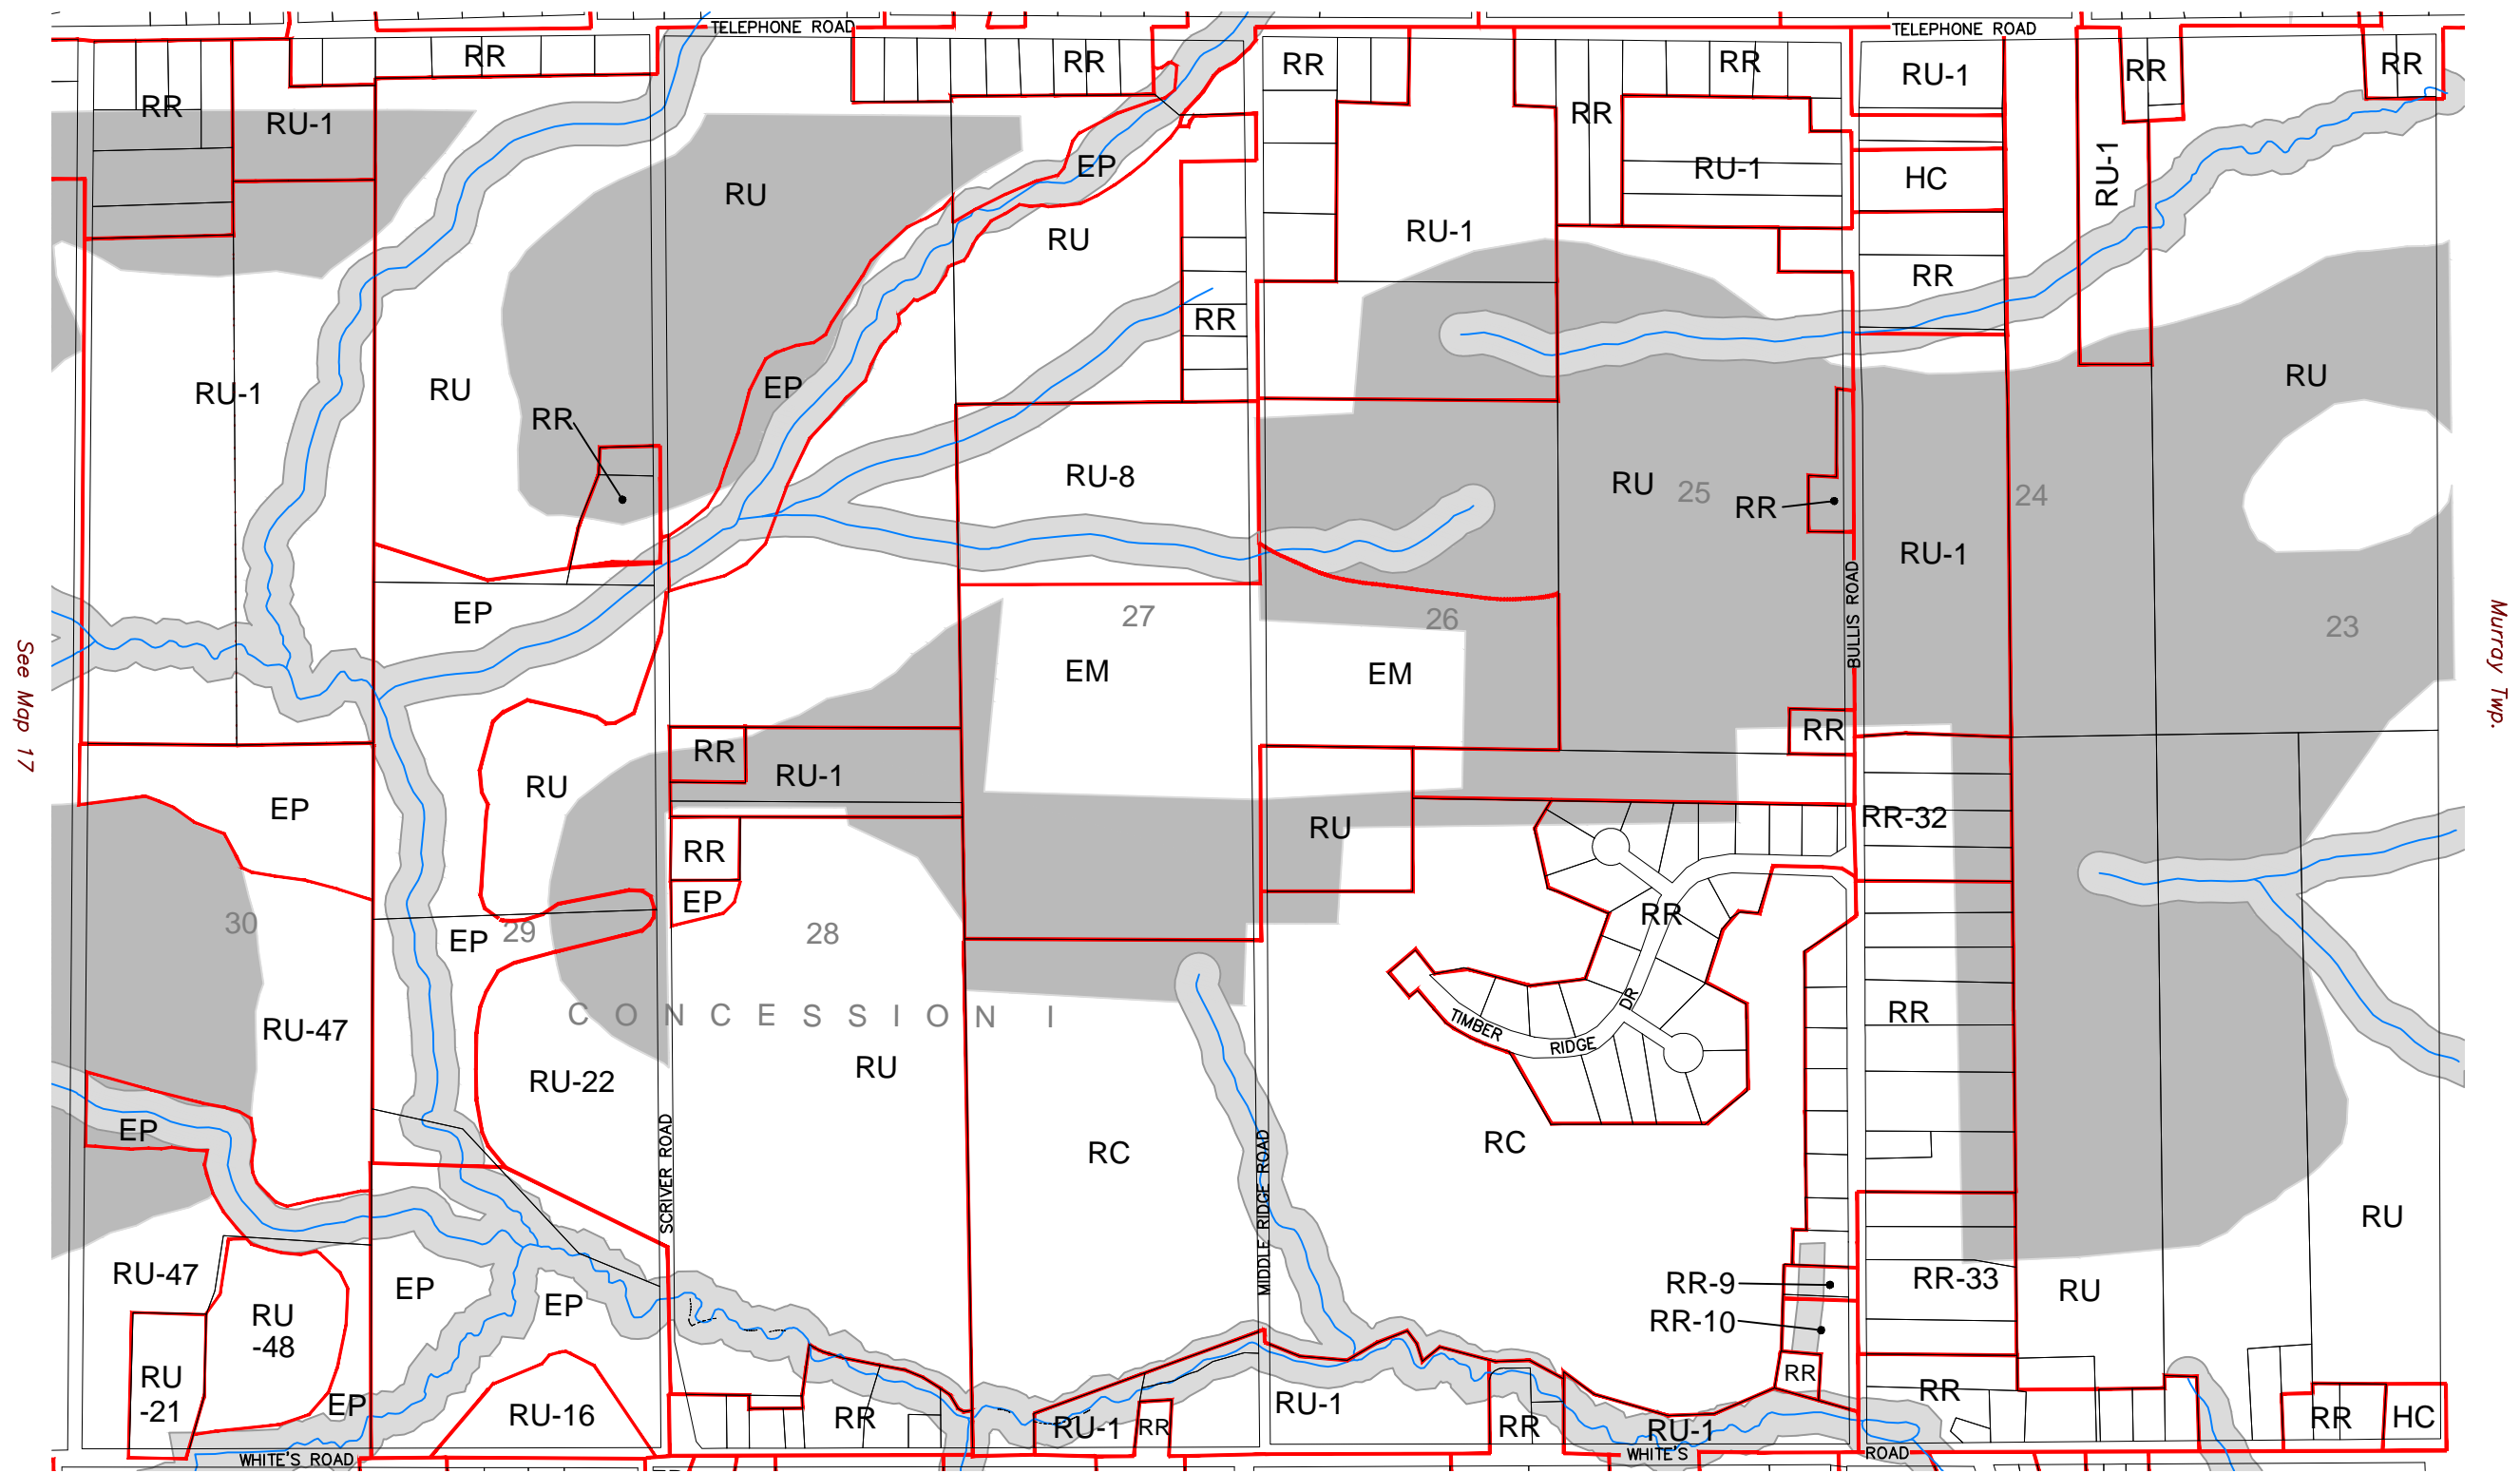 TELEPHONE ROAD
TELEPHONE ROAD
RR
RR
RR
RR
RU-1
RR
RR
RR
RU-1
RR
EP
RU-1
HC
RU-1
RU
RU
RU-1
RR
RR
RU-1
RU
EP
RU
RR
RU-8
RU
25
RR
24
RU-1
BULLIS ROAD
EP
27
26
23
See Map 17
Murray Twp.
EM
EM
RR
RU-1
RR
EP
RU
RU
RR-32
RR
EP
30
EP
29
28
RR
CONCESSION I
RU-47
RU-22
RU
TIMBER
RIDGE
DR
RR
EP
SCRIVER ROAD
RC
MIDDLE RIDGE ROAD
RC
RU
RU-47
EP
EP
RR-9
RR-33
RU
RU
-48
RR-10
RU
-21
EP
RU-16
RR
RU-1
RR
RU-1
RR
RU-1
RR
RR
RR
HC
WHITE'S ROAD
WHITE'S
ROAD